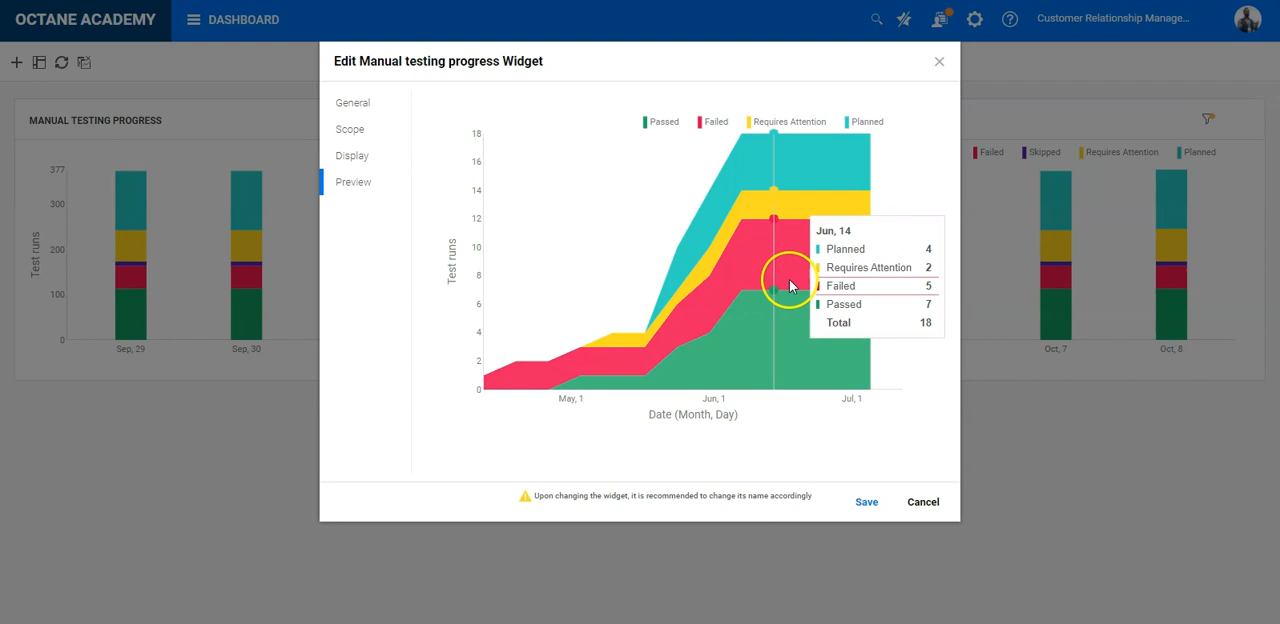 OCTANE ACADEMY
DASHBOARD
Customer Relationship Manage...
Edit Manual testing progress Widget
General
Scope
Display
Preview
MANUAL TESTING PROGRESS
Test runs
377
300
200
100
0
Sep, 29
Sep, 30
Passed
Failed
Requires Attention
Planned
Test runs
18
16
14
12
10
8
6
4
2
0
May, 1
Jun, 1
Jul, 1
Date (Month, Day)
Jun, 14
Planned 4
Requires Attention 2
Failed 5
Passed 7
Total 18
Failed
Skipped
Requires Attention
Planned
Oct, 7
Oct, 8
Upon changing the widget, it is recommended to change its name accordingly
Save
Cancel